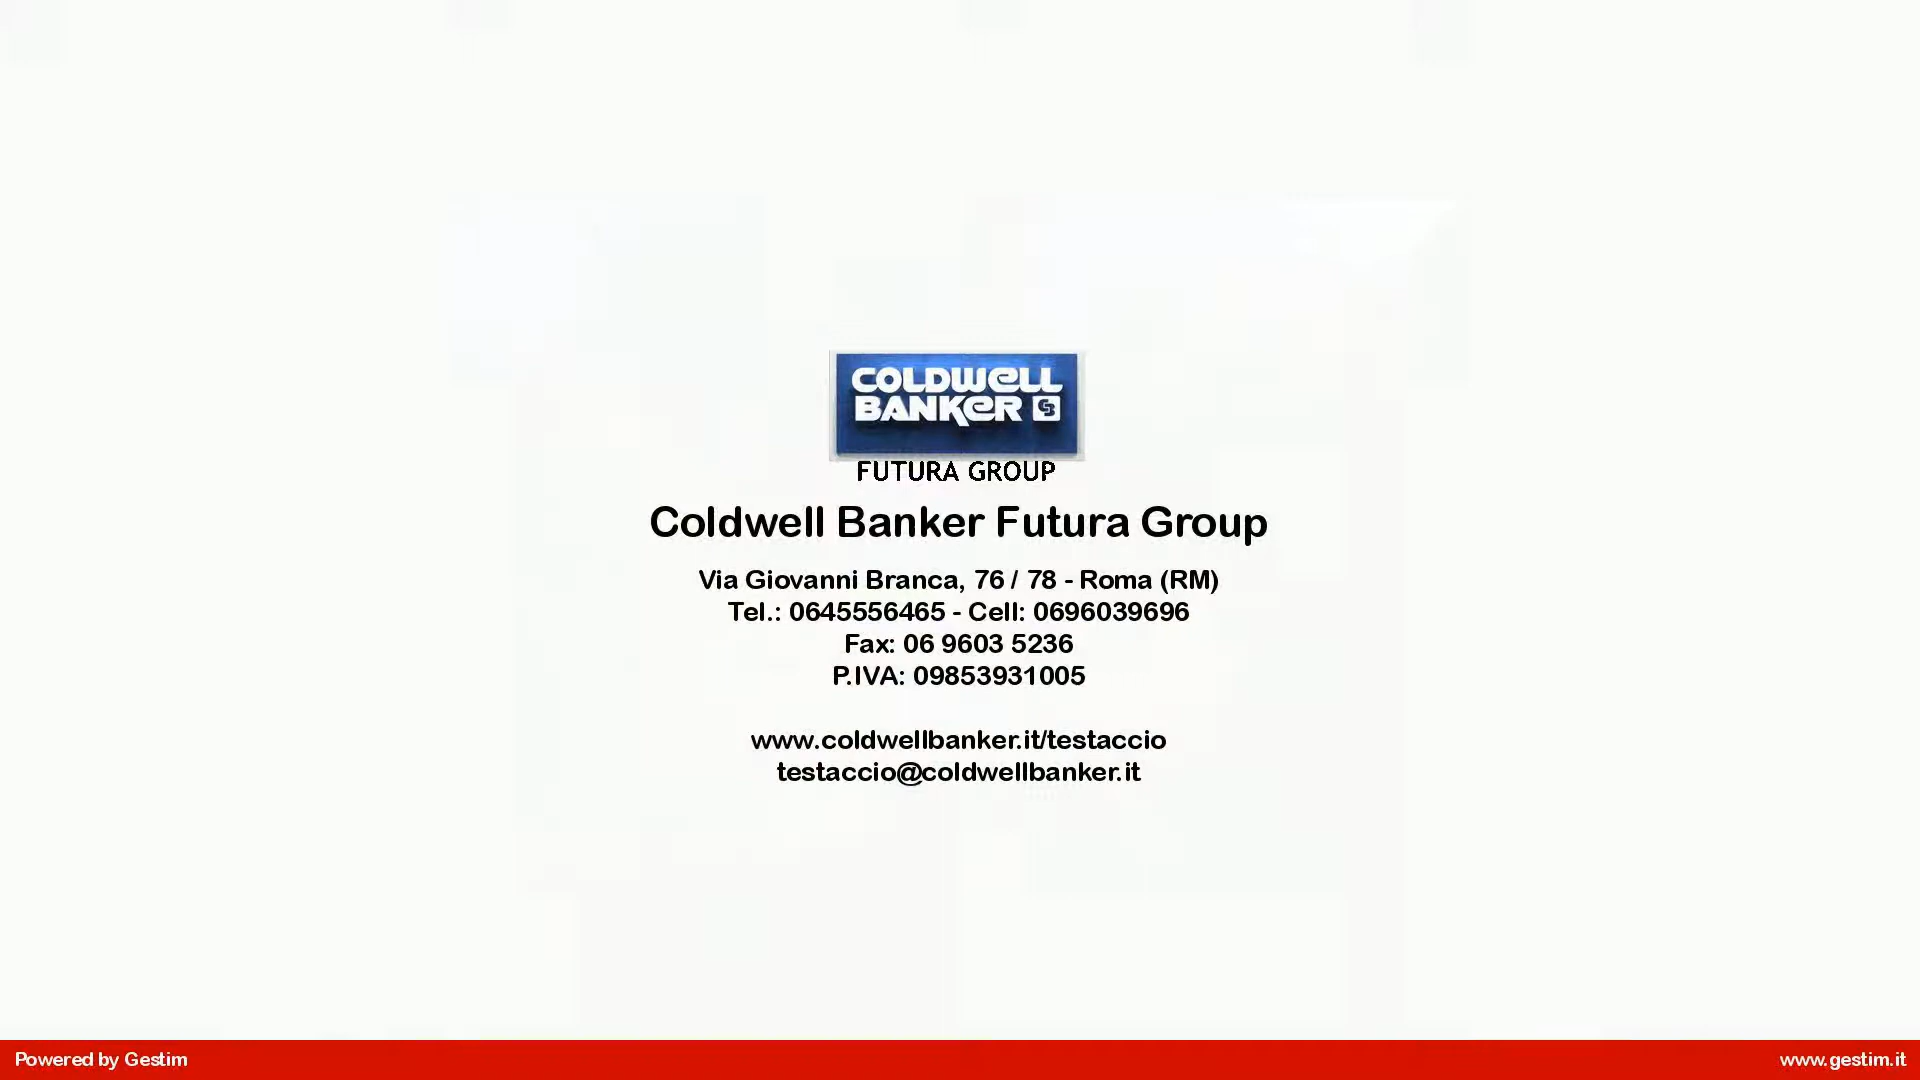 COLDWELL
BANKER CB
FUTURA GROUP
Coldwell Banker Futura Group
Via Giovanni Branca, 76 / 78 - Roma (RM)
Tel.: 0645556465 - Cell: 0696039696
Fax: 06 9603 5236
P.IVA: 09853931005
www.coldwellbanker.it/testaccio
testaccio@coldwellbanker.it
Powered by Gestim
www.gestim.it